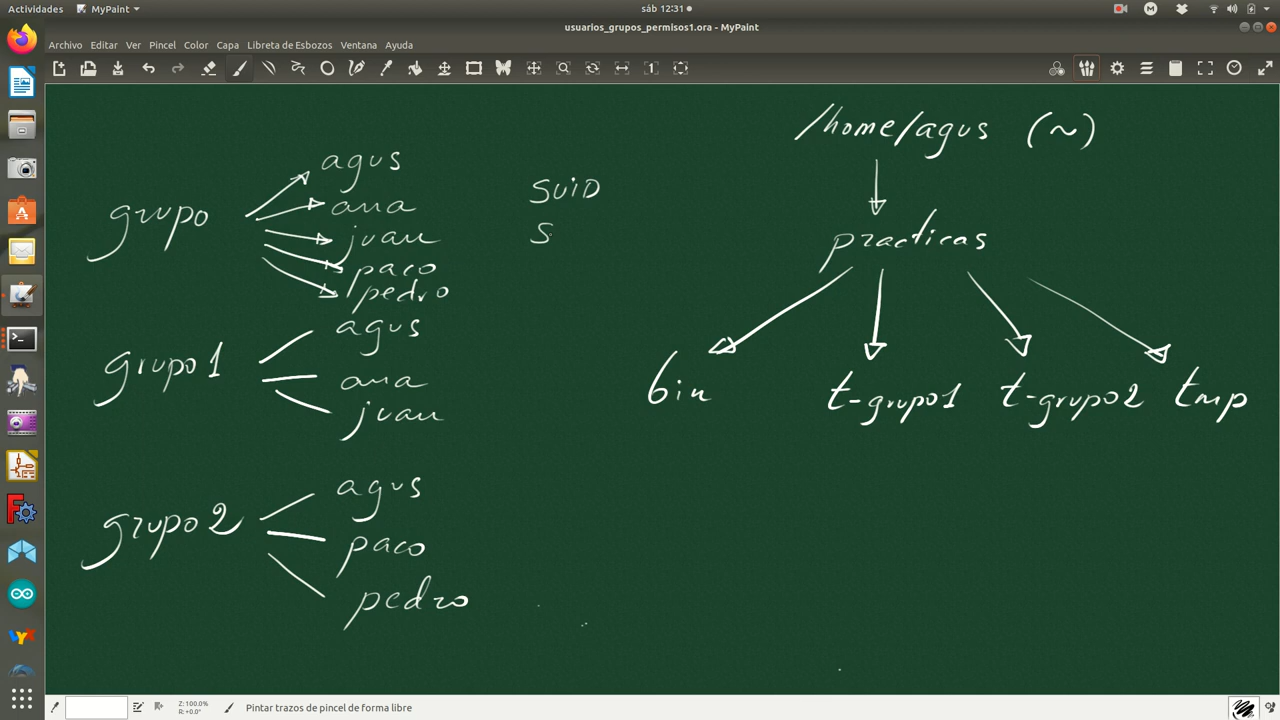 Actividades MyPaint sáb 12:31
usuarios_grupos_permisos1.ora - MyPaint
Archivo Editar Ver Pincel Color Capa Libreta de Esbozos Ventana Ayuda
/home/agus (~)
practicas
bin t-grupo1 t-grupo2 tmp
grupo
agus
ana
juan
paco
pedro
SUID
S
grupo1
agus
ana
juan
grupo2
agus
paco
pedro
Z: 100.0%
R: +0.0°
Pintar trazos de pincel de forma libre